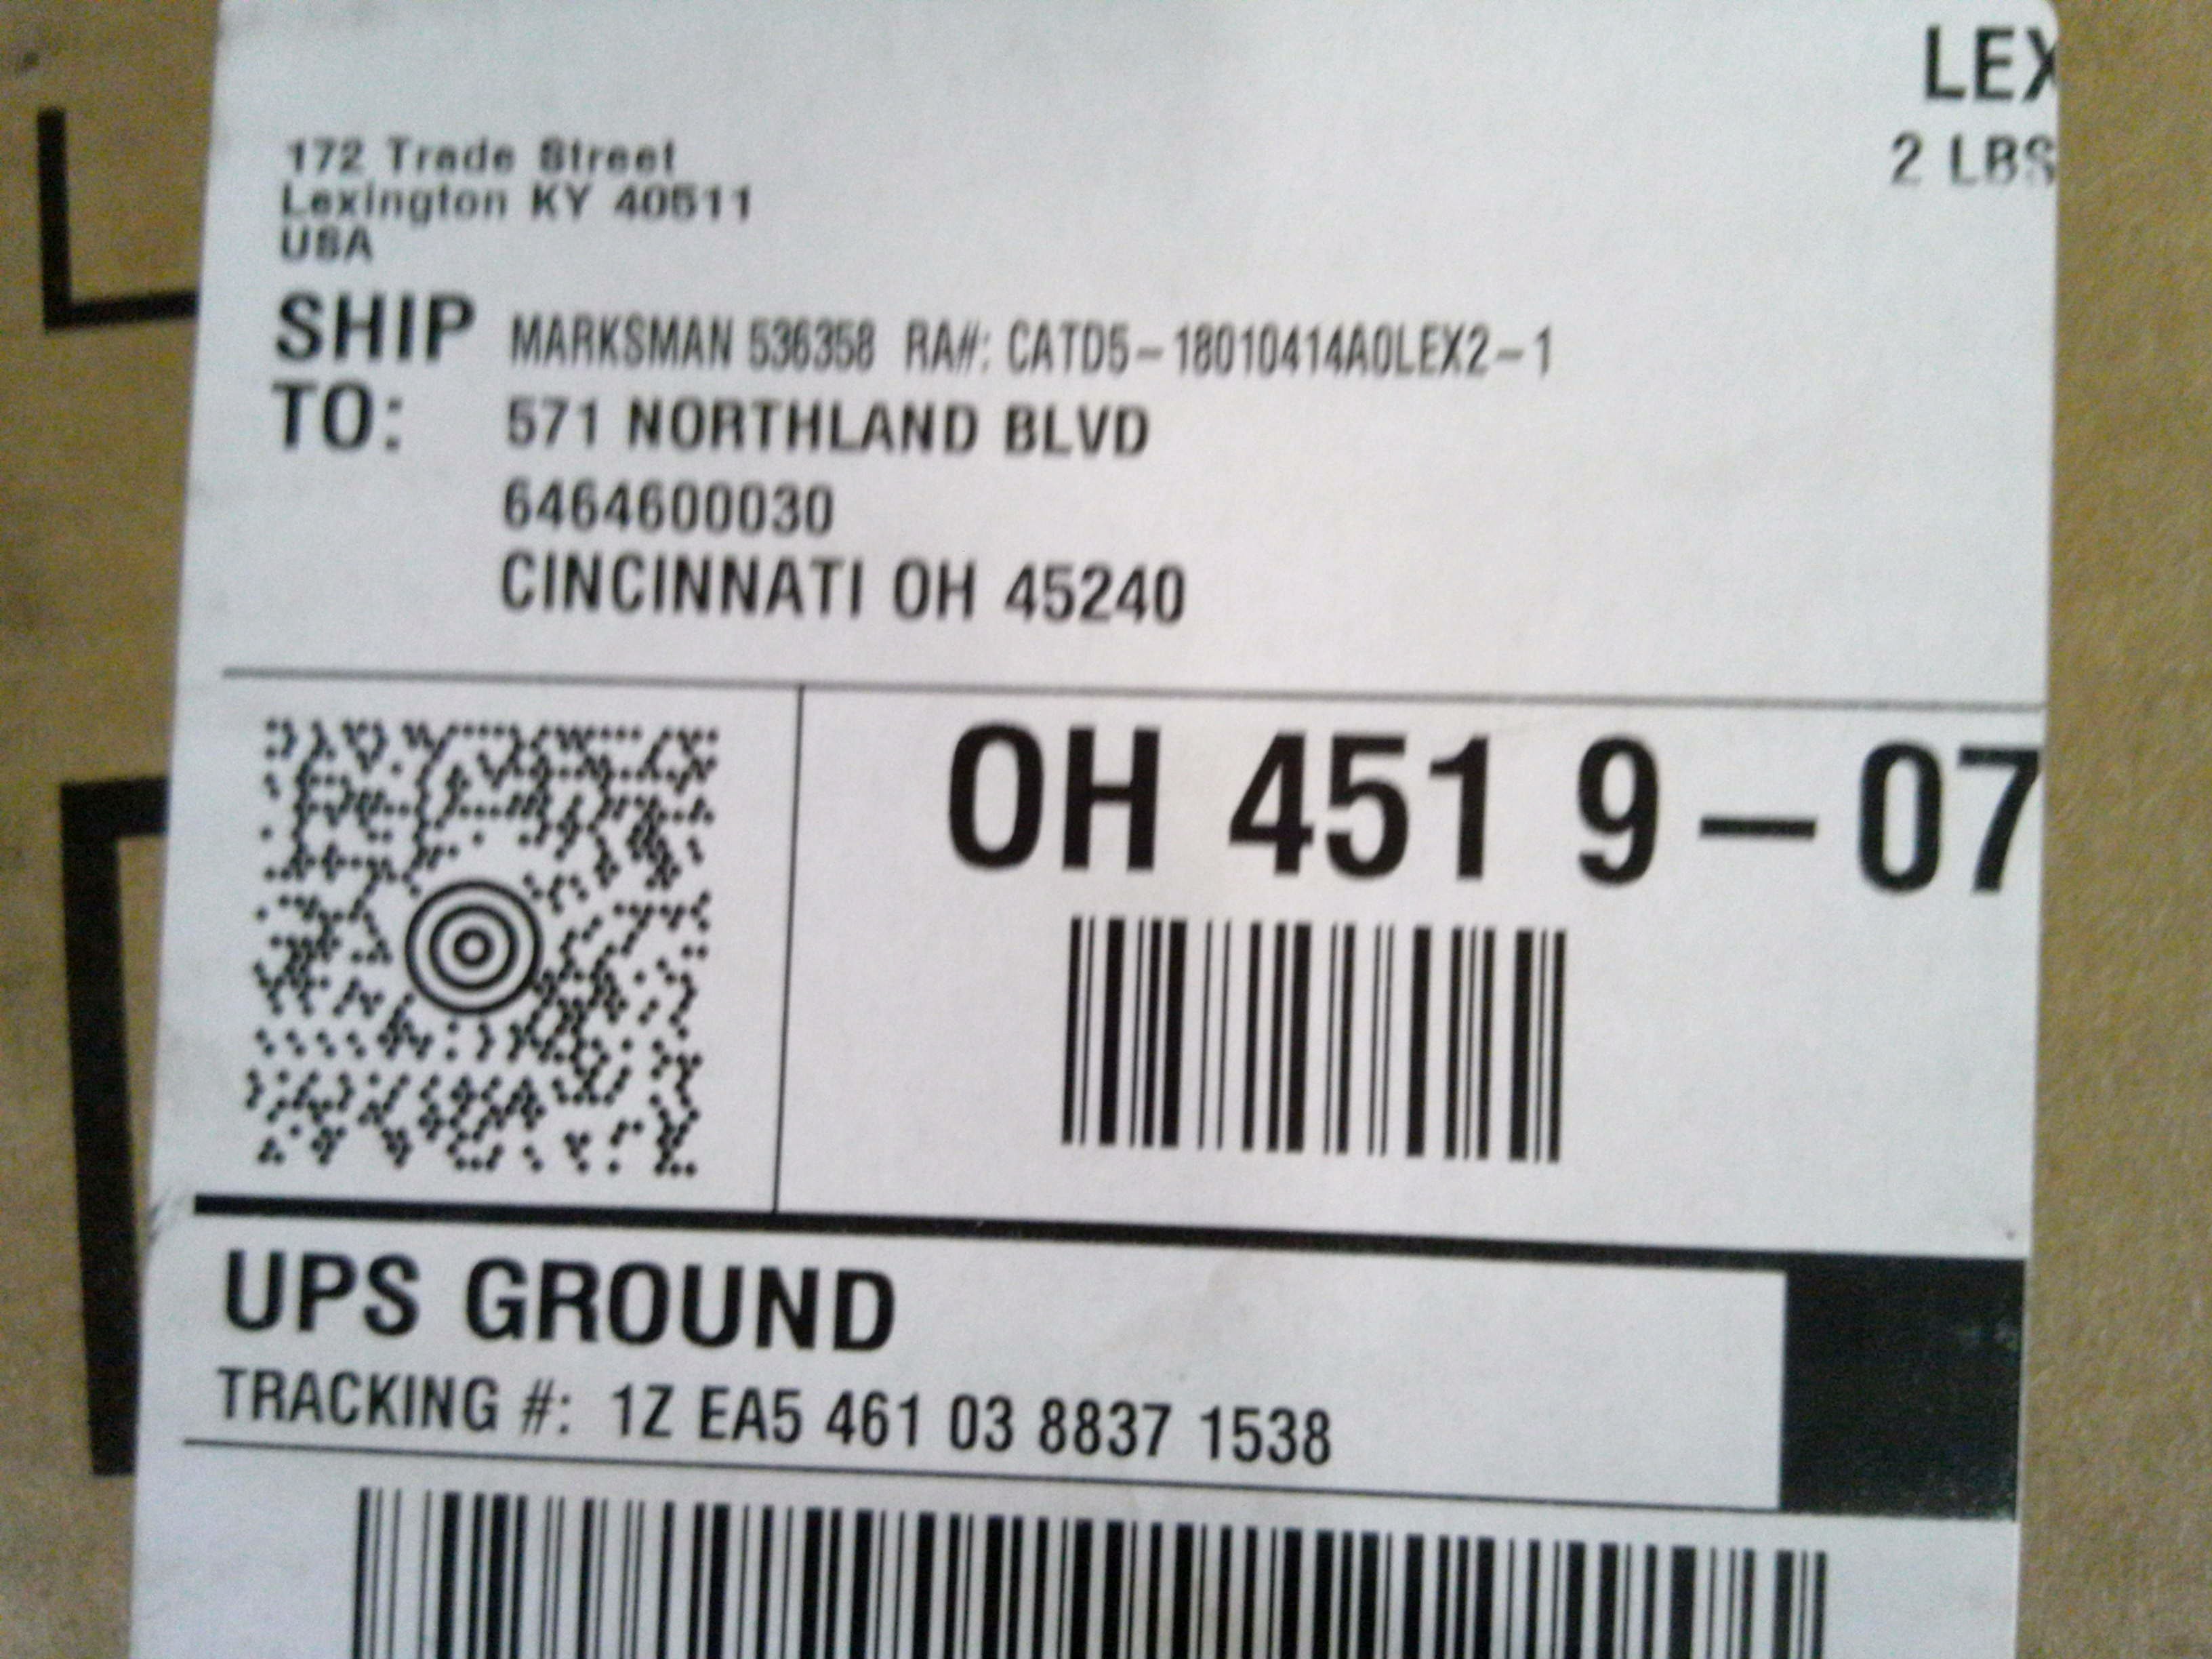 LEX
2 LBS
172 Trade Street
Lexington KY 40511
USA
SHIP TO:
MARKSMAN 536358 RA#: CATD5-18010414A0LEX2-1
571 NORTHLAND BLVD
6464600030
CINCINNATI OH 45240
OH 451 9-07
UPS GROUND
TRACKING #: 1Z EA5 461 03 8837 1538